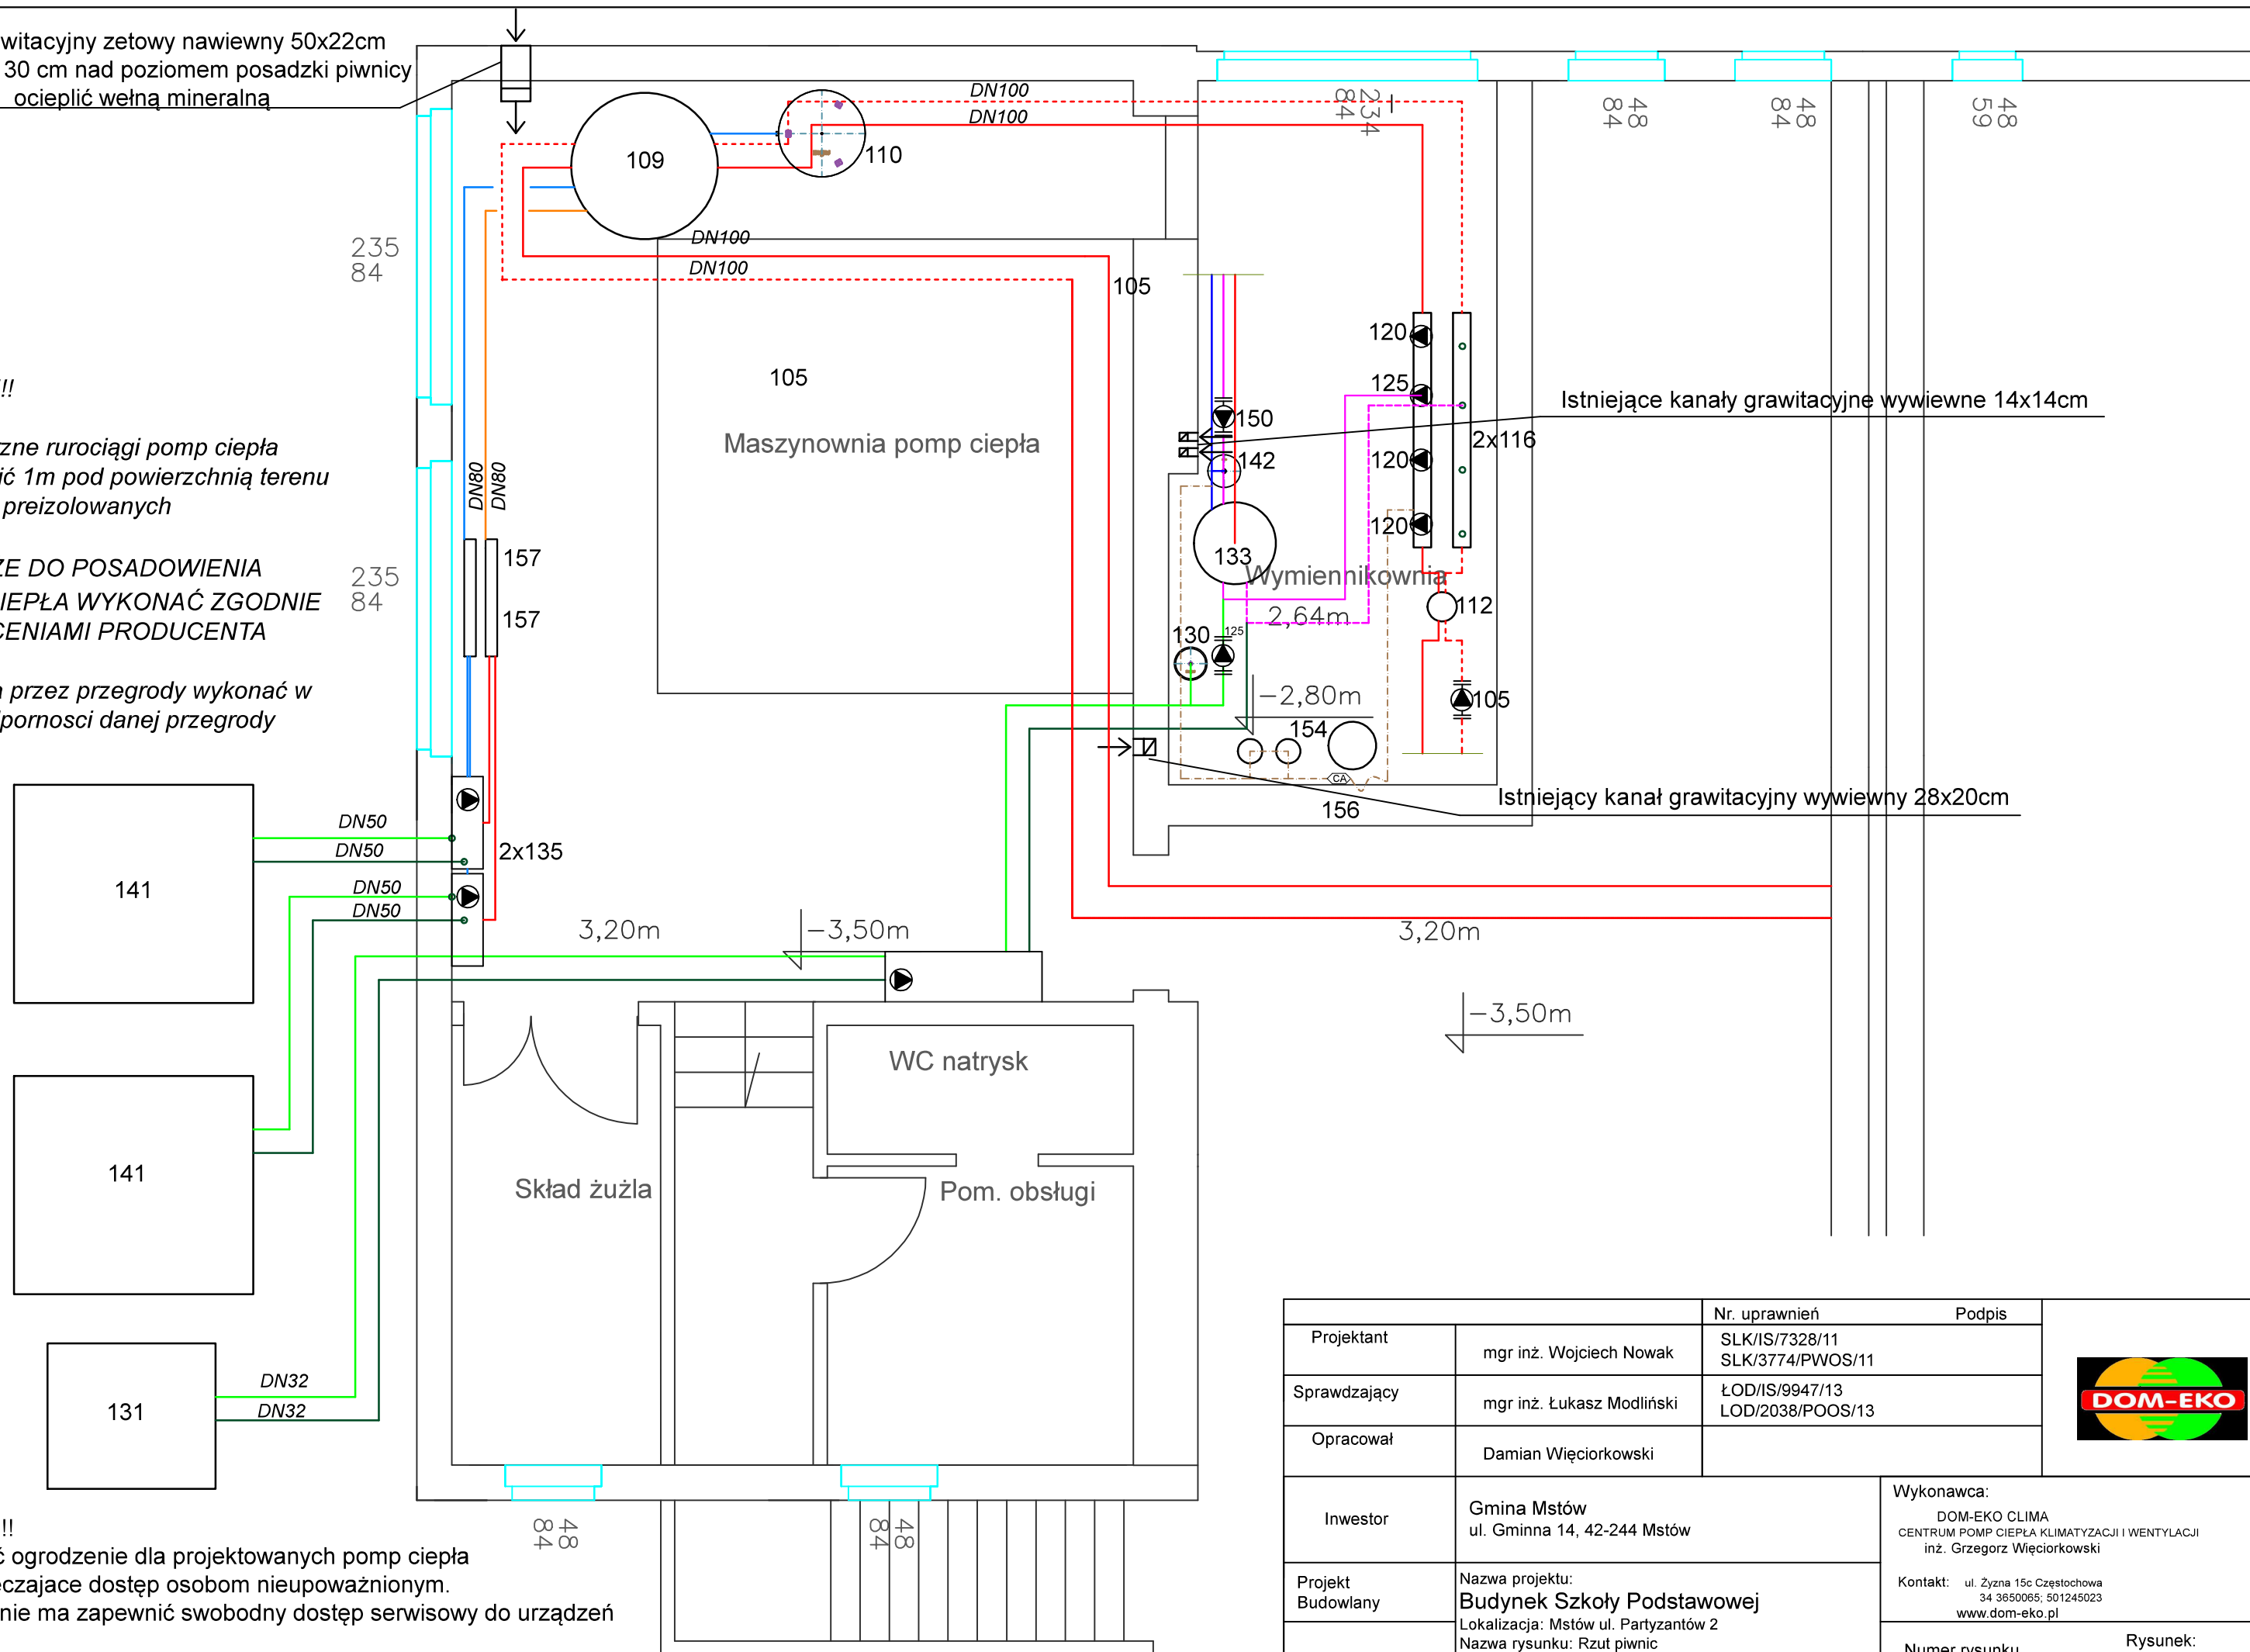 witacyjny zetowy nawiewny 50x22cm
30 cm nad poziomem posadzki piwnicy
ocieplić wełną mineralną
DN100
DN100
234
84
48
84
48
84
48
59
109
110
235
84
DN100
DN100
105
!!
105
120
125
Istniejące kanały grawitacyjne wywiewne 14x14cm
150
2x116
Maszynownia pomp ciepła
zne rurociągi pomp ciepła
ić 1m pod powierzchnią terenu
preizolowanych
DN80
DN80
142
120
120
133
Wymiennikownia
157
ZE DO POSADOWIENIA
IEPŁA WYKONAĆ ZGODNIE
CENIAMI PRODUCENTA
235
84
157
112
2,64m
130
125
a przez przegrody wykonać w
pornosci danej przegrody
-2,80m
105
154
CA
156
Istniejący kanał grawitacyjny wywiewny 28x20cm
DN50
DN50
2x135
141
DN50
DN50
3,20m
-3,50m
3,20m
-3,50m
WC natrysk
141
Skład żużla
Pom. obsługi
DN32
DN32
131
48
84
48
84
!!
ć ogrodzenie dla projektowanych pomp ciepła
eczajace dostęp osobom nieupoważnionym.
nie ma zapewnić swobodny dostęp serwisowy do urządzeń
Nr. uprawnień Podpis
Projektant
mgr inż. Wojciech Nowak
SLK/IS/7328/11
SLK/3774/PWOS/11
Sprawdzający
mgr inż. Łukasz Modliński
ŁOD/IS/9947/13
LOD/2038/POOS/13
Opracował
Damian Więciorkowski
DOM-EKO
Inwestor
Gmina Mstów
ul. Gminna 14, 42-244 Mstów
Wykonawca:
DOM-EKO CLIMA
CENTRUM POMP CIEPŁA KLIMATYZACJI I WENTYLACJI
inż. Grzegorz Więciorkowski
Kontakt: ul. Żyzna 15c Częstochowa
34 3650065; 501245023
www.dom-eko.pl
Projekt
Budowlany
Nazwa projektu:
Budynek Szkoły Podstawowej
Lokalizacja: Mstów ul. Partyzantów 2
Nazwa rysunku: Rzut piwnic
Numer rysunku
Rysunek: